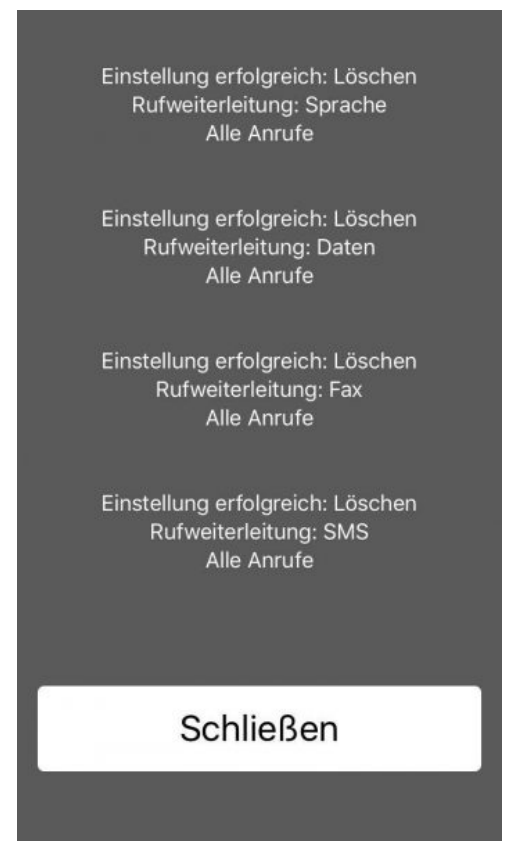 Einstellung erfolgreich: Löschen
Rufweiterleitung: Sprache
Alle Anrufe
Einstellung erfolgreich: Löschen
Rufweiterleitung: Daten
Alle Anrufe
Einstellung erfolgreich: Löschen
Rufweiterleitung: Fax
Alle Anrufe
Einstellung erfolgreich: Löschen
Rufweiterleitung: SMS
Alle Anrufe
Schließen